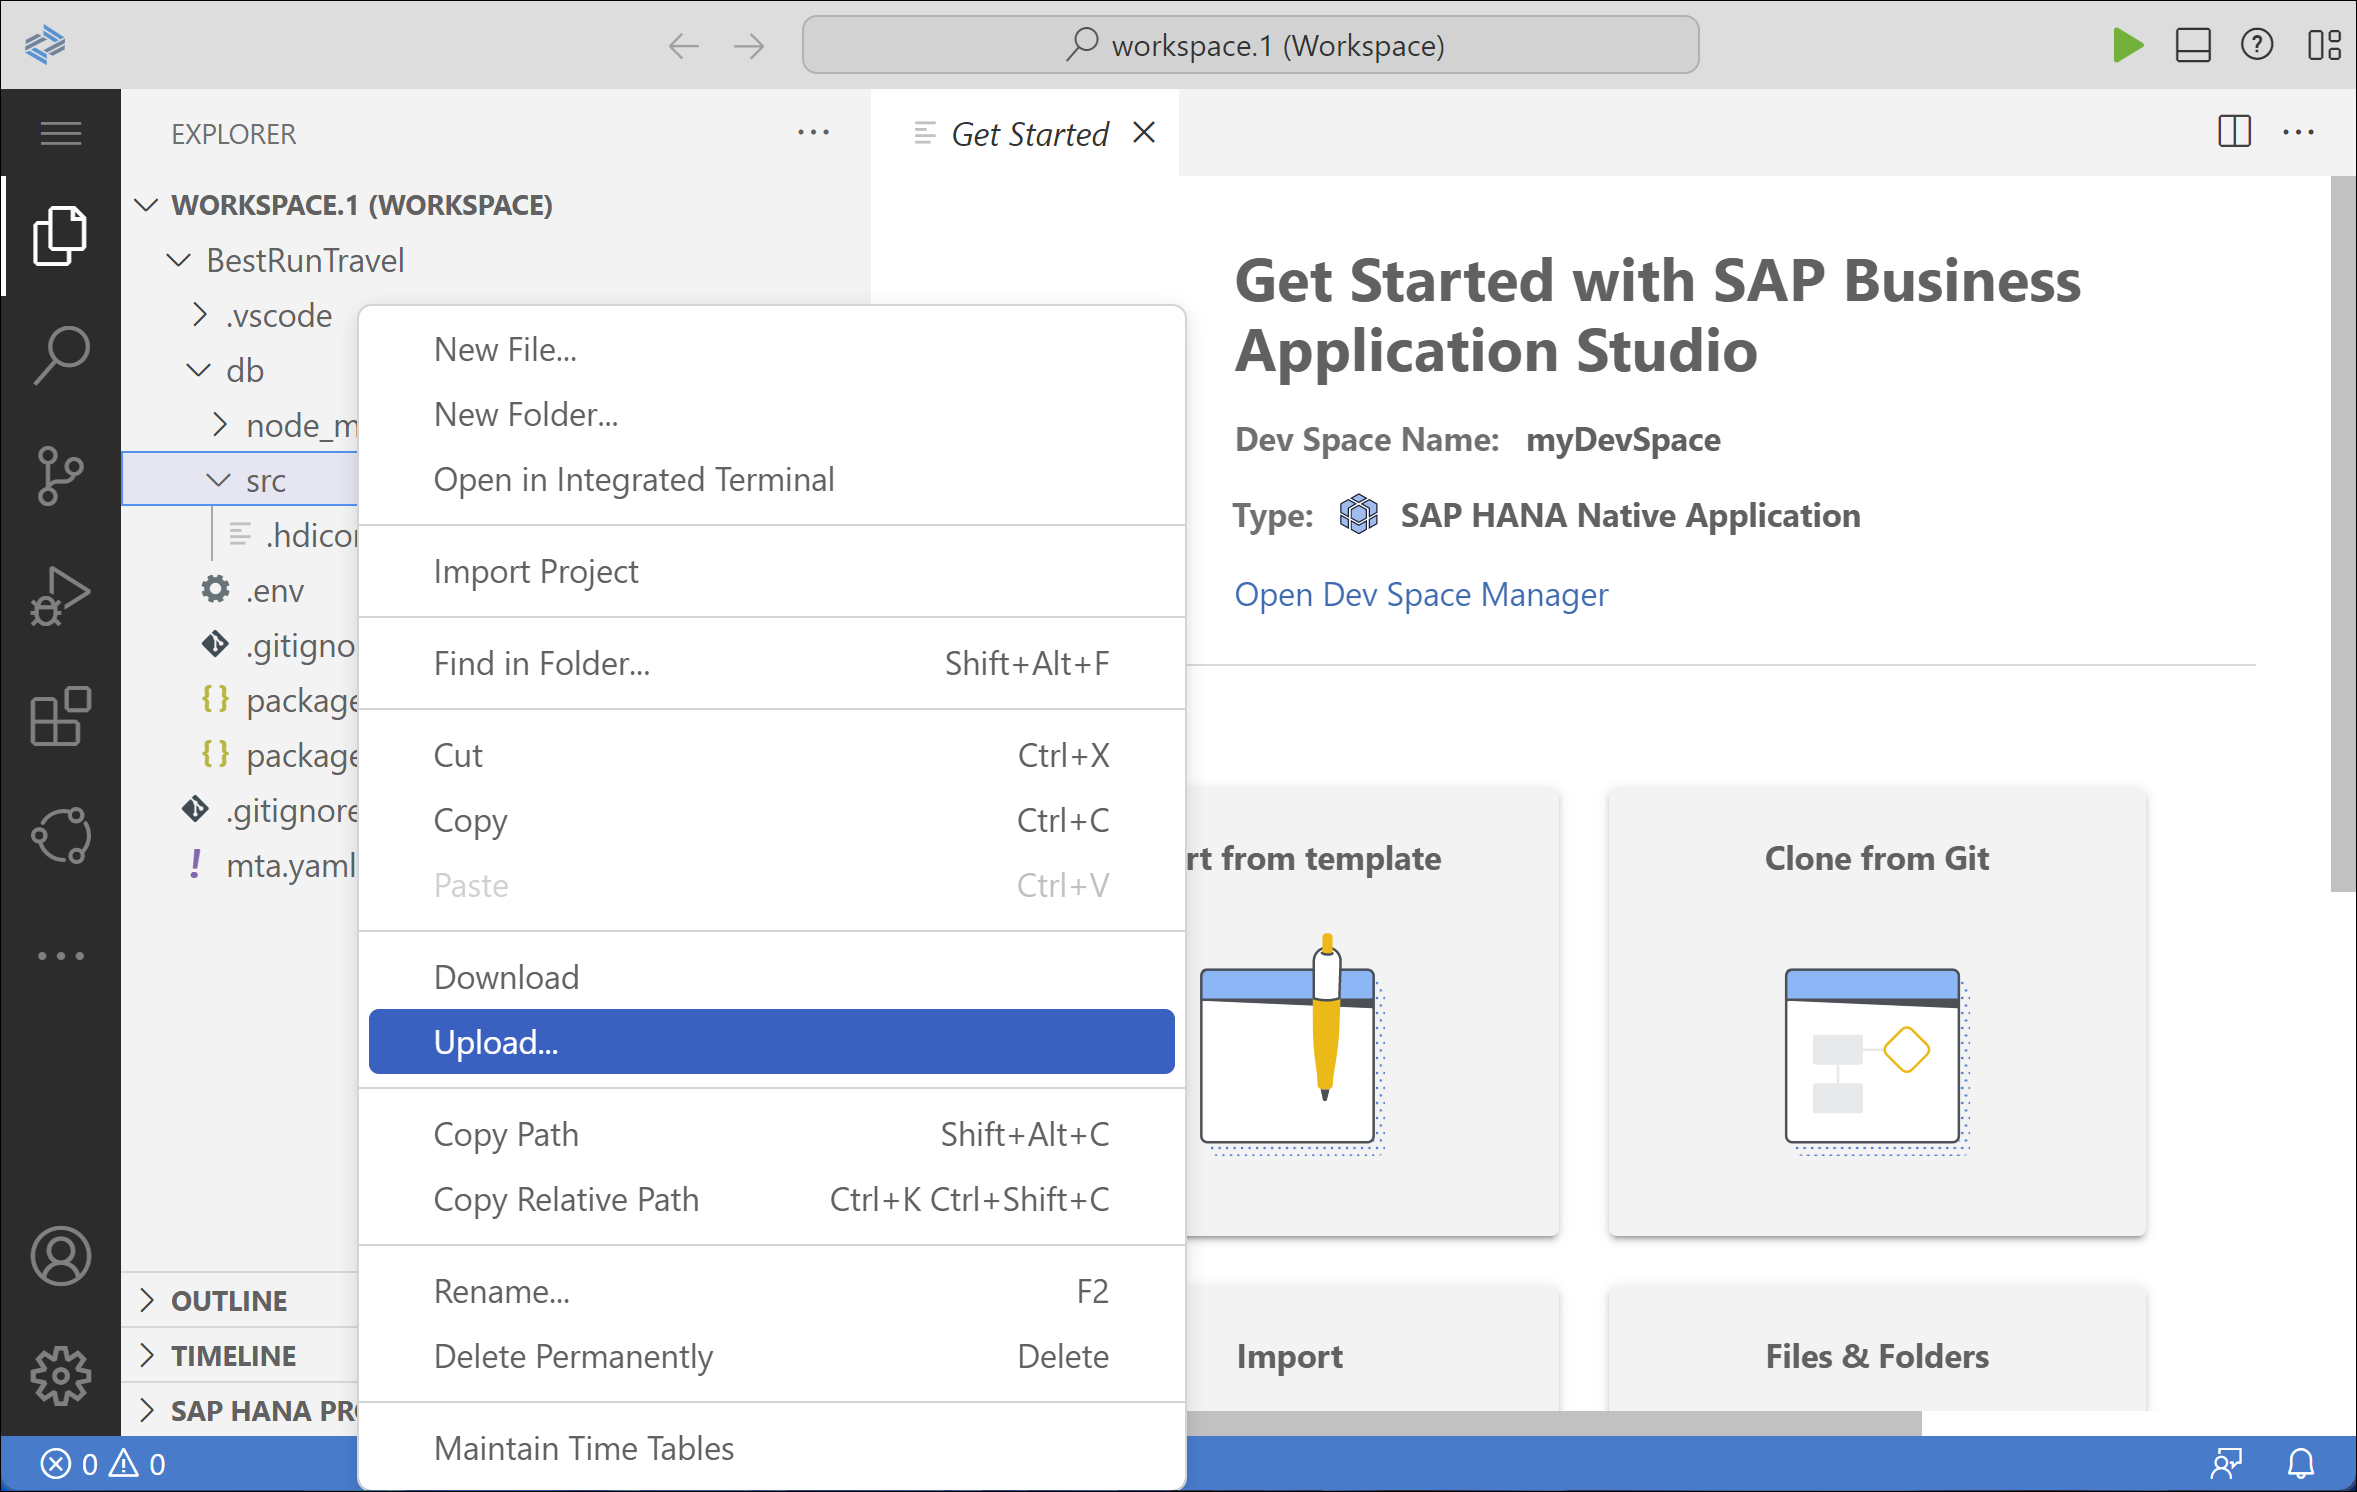 workspace.1 (Workspace)
EXPLORER
Get Started
WORKSPACE.1 (WORKSPACE)
BestRunTravel
.vscode
db
node_m
src
.hdico
.env
.gitigno
package
package
.gitignore
mta.yaml
OUTLINE
TIMELINE
SAP HANA PR
0 0
New File...
New Folder...
Open in Integrated Terminal
Import Project
Find in Folder... Shift+Alt+F
Cut Ctrl+X
Copy Ctrl+C
Paste Ctrl+V
Download
Upload...
Copy Path Shift+Alt+C
Copy Relative Path Ctrl+K Ctrl+Shift+C
Rename... F2
Delete Permanently Delete
Maintain Time Tables
Get Started with SAP Business
Application Studio
Dev Space Name: myDevSpace
Type: SAP HANA Native Application
Open Dev Space Manager
rt from template
Clone from Git
Import
Files & Folders